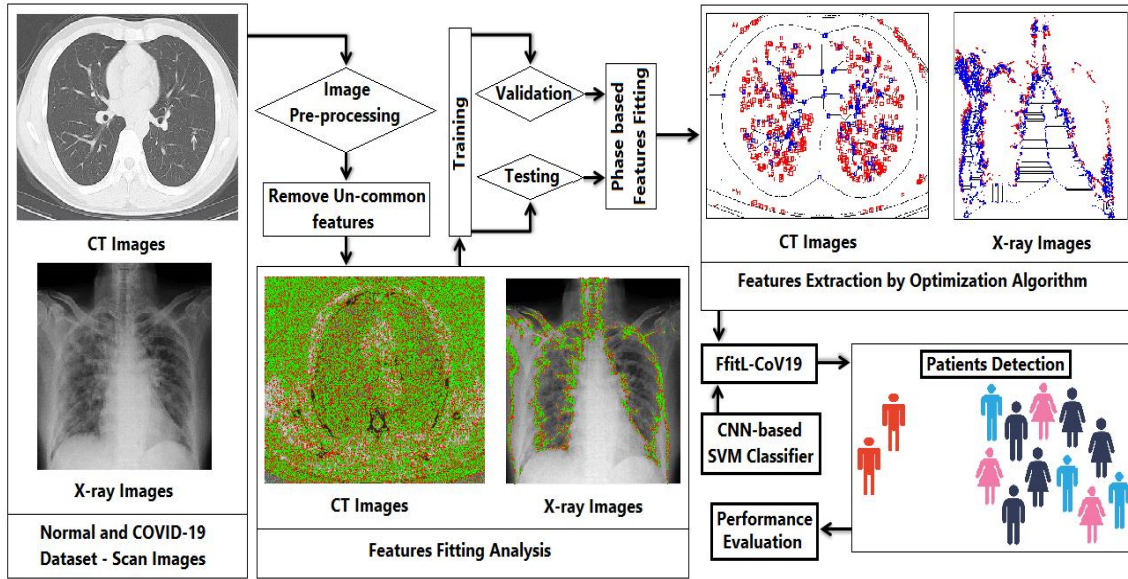 CT Images
X-ray Images
Normal and COVID-19
Dataset - Scan Images
Image
Pre-processing
Remove Un-common
features
CT Images
X-ray Images
Features Fitting Analysis
Training
Validation
Testing
Phase based
Features Fitting
CT Images
X-ray Images
Features Extraction by Optimization Algorithm
FfitL-CoV19
CNN-based
SVM Classifier
Patients Detection
Performance
Evaluation